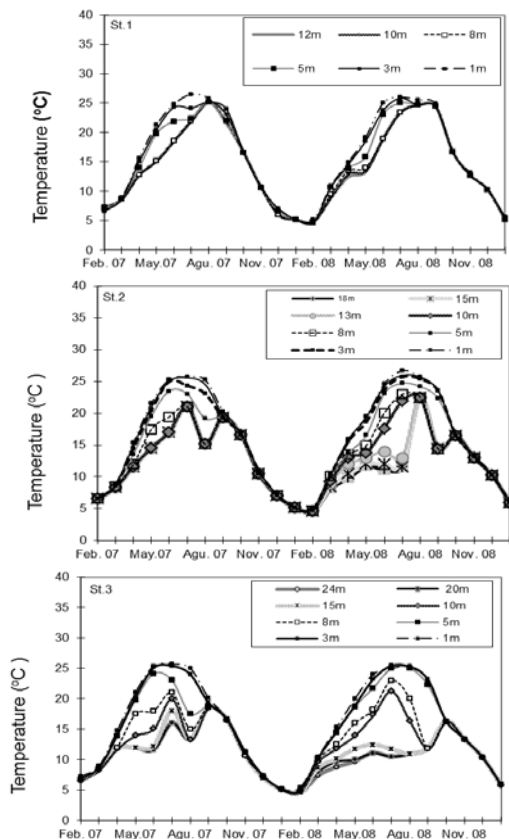 St.1
12m 10m 8m
5m 3m 1m
Temperature (°C)
40
35
30
25
20
15
10
5
0
Feb. 07 May.07 Agu. 07 Nov. 07 Feb. 08 May.08 Agu. 08 Nov. 08
St.2
18m 15m
13m 10m
8m 5m
3m 1m
Temperature (°C)
40
35
30
25
20
15
10
5
0
Feb. 07 May.07 Agu. 07 Nov. 07 Feb. 08 May.08 Agu. 08 Nov. 08
St.3
24m 20m
15m 10m
8m 5m
3m 1m
Temperature (°C )
40
35
30
25
20
15
10
5
0
Feb. 07 May.07 Agu. 07 Nov. 07 Feb. 08 May.08 Agu. 08 Nov. 08